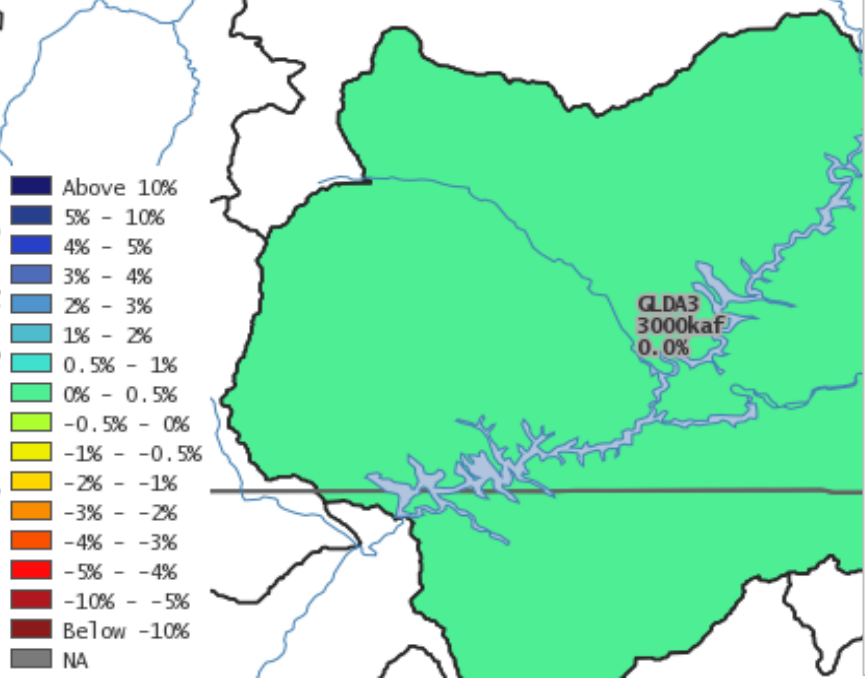 Above 10%
5% - 10%
4% - 5%
3% - 4%
2% - 3%
1% - 2%
0.5% - 1%
0% - 0.5%
-0.5% - 0%
-1% - -0.5%
-2% - -1%
-3% - -2%
-4% - -3%
-5% - -4%
-10% - -5%
Below -10%
NA
GLDA3
3000kaf
0.0%